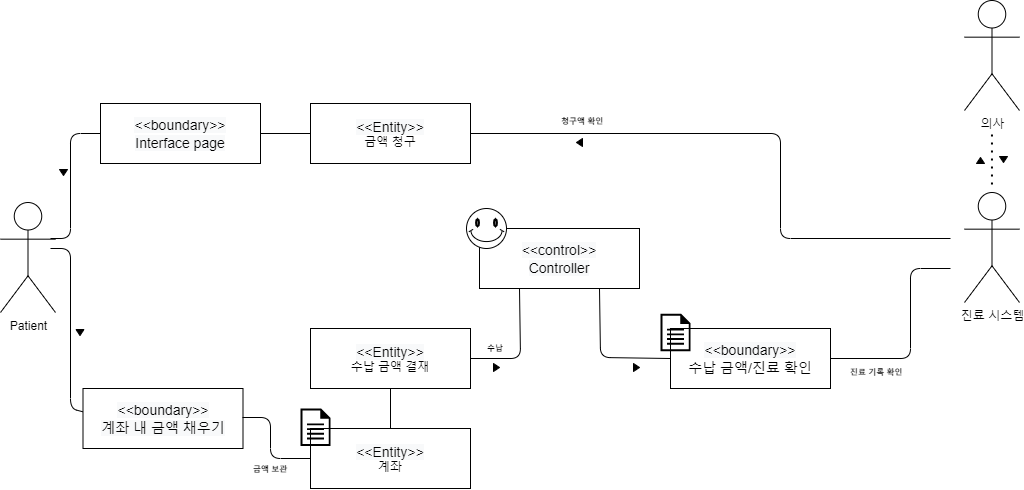 의사
<<boundary>>
Interface page
<<Entity>>
금액 청구
청구액 확인
<<control>>
Controller
Patient
진료 시스템
<<Entity>>
수납 금액 결재
수납
<<boundary>>
수납 금액/진료 확인
진료 기록 확인
<<boundary>>
계좌 내 금액 채우기
금액 보관
<<Entity>>
계좌